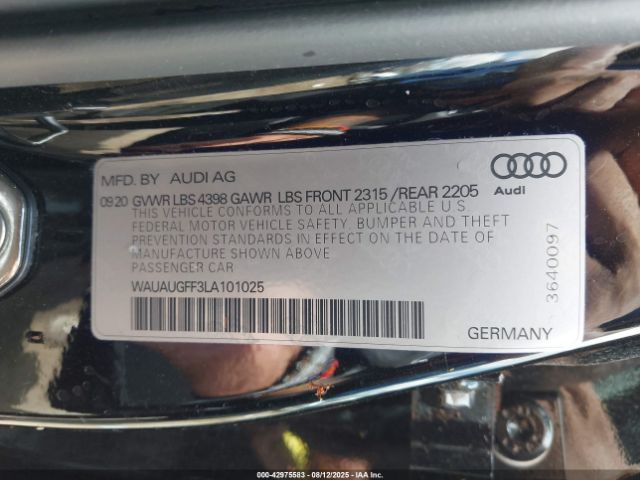 MFD. BY AUDI AG
09 20 GVWR LBS 4398 GAWR LBS FRONT 2315 /REAR 2205
THIS VEHICLE CONFORMS TO ALL APPLICABLE U.S
FEDERAL MOTOR VEHICLE SAFETY, BUMPER AND THEFT
PREVENTION STANDARDS IN EFFECT ON THE DATE OF
MANUFACTURE SHOWN ABOVE
PASSENGER CAR
WAUAUGFF3LA101025
Audi
3640097
GERMANY
000-42975583 - 08/12/2025 - IAAI.com